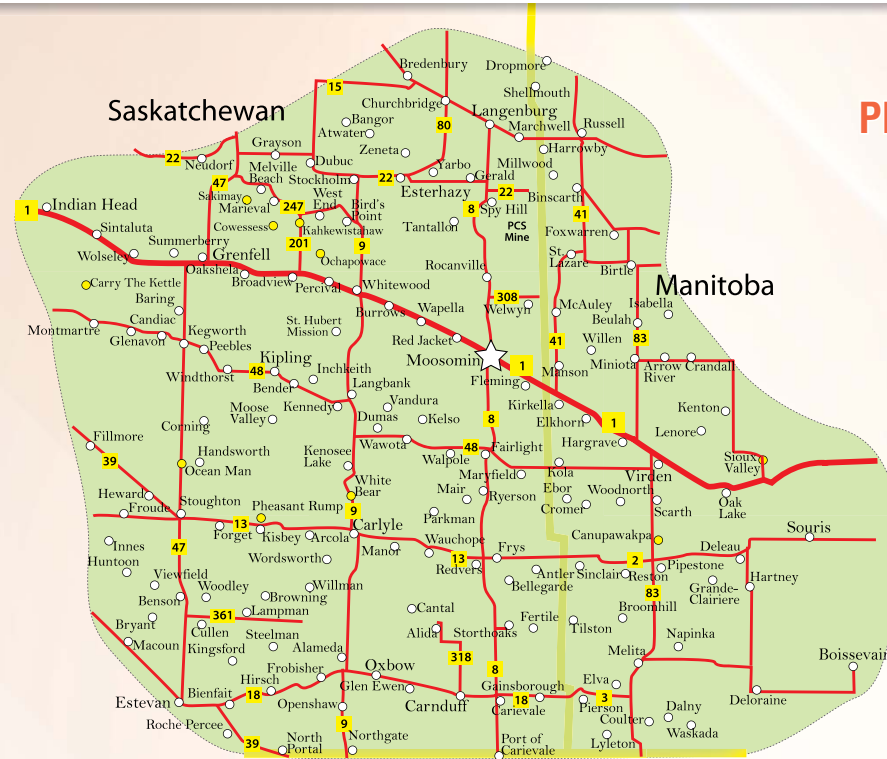 Bredenbury
Dropmore
15
Shellmouth
Saskatchewan
Churchbridge
Langenburg
Pl
Bangor
Atwater
80
Marchwell
Russell
Grayson
Zeneta
Harrowby
22
Neudorf
Melville
Beach
Dubuc
Yarbo
Millwood
47
Stockholm
22
Gerald
Sakimay
West
End
Esterhazy
22
Binscarth
Marieval
247
Bird's
Point
8
Spy Hill
41
1
Indian Head
Cowessess
Kahkewistahaw
Tantallon
PCS
Mine
Foxwarren
Sintaluta
201
9
Summerberry
Grenfell
Ochapowace
St.
Lazare
Wolseley
Oakshela
Rocanville
Birtle
Carry The Kettle
Broadview
Percival
Whitewood
Manitoba
Baring
308
Welwyn
McAuley
Isabella
Candiac
St. Hubert
Mission
Burrows
Wapella
Beulah
Montmartre
Glenavon
Kegworth
Red Jacket
41
Willen
83
Peebles
Kipling
Moosomin
1
Miniota
Arrow
River
Crandall
Windthorst
48
Inchkeith
Fleming
Manson
Bender
Langbank
Moose
Valley
Kennedy
Vandura
Kirkella
Kenton
Corning
Dumas
Kelso
8
Elkhorn
1
Lenore
Fillmore
Wawota
Hargrave
39
Handsworth
Kenosee
Lake
48
Fairlight
Sioux
Valley
Ocean Man
Walpole
Kola
Virden
Maryfield
Heward
White
Bear
Mair
Ryerson
Ebor
Woodnorth
Oak
Lake
Froude
Stoughton
Pheasant Rump
9
Cromer
Scarth
13
Parkman
Forget
Kisbey
Arcola
Carlyle
Souris
Innes
47
Manor
Wauchope
Canupawakpa
Deleau
Huntoon
Wordsworth
13
Frys
2
Redvers
Pipestone
Viewfield
Antler
Sinclair
Reston
Hartney
Woodley
Willmar
Bellegarde
83
Grande-
Clairiere
Benson
Browning
361
Lampman
Cantal
Fertile
Broomhill
Bryant
Cullen
Alida
Storthoaks
Tilston
Macoun
Steelman
Napinka
Kingsford
Alameda
318
Melita
Boissevain
Hirsch
Frobisher
Oxbow
8
Estevan
Bienfait
18
Glen Ewen
Gainsborough
Elva
Deloraine
Openshaw
Carnduff
18
3
Roche Percee
Carievale
Pierson
Dalny
9
Coulter
39
North
Portal
Northgate
Port of
Carievale
Lyleton
Waskada